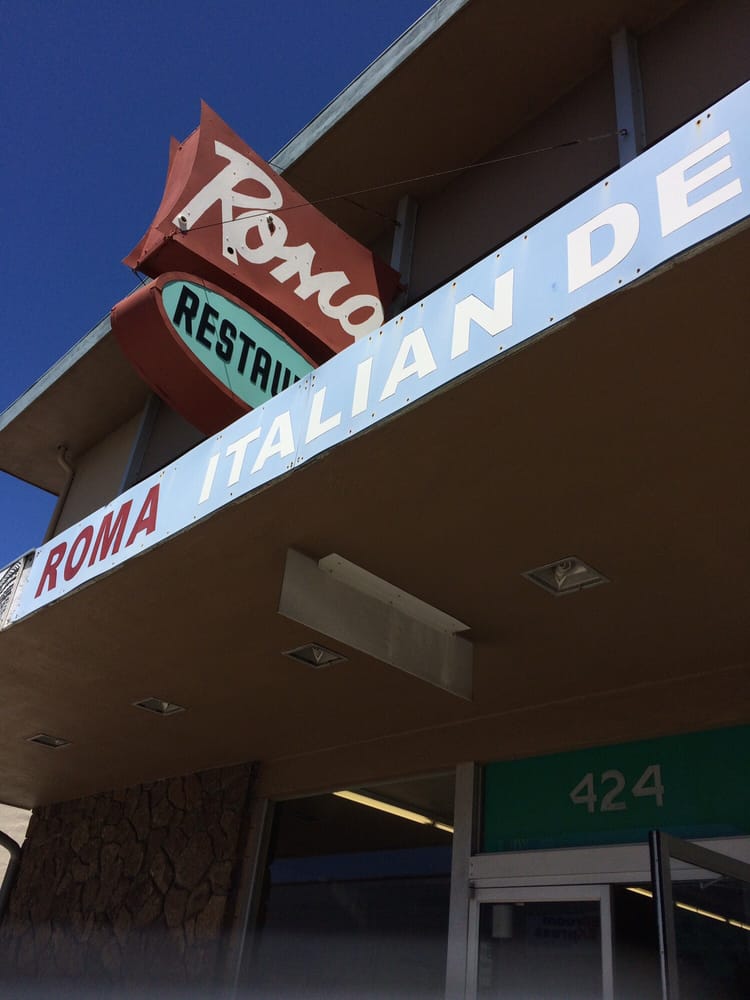 Roma
RESTAU
ROMA ITALIAN DE
424